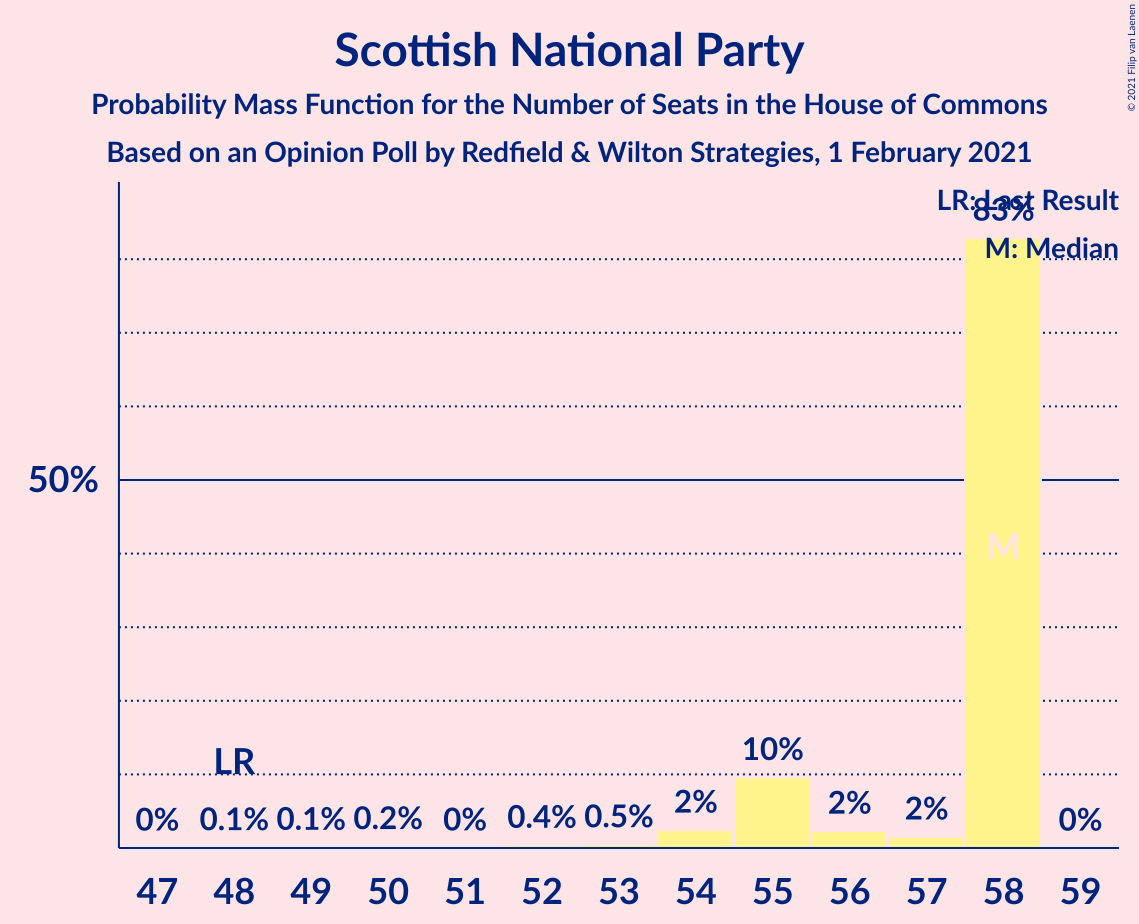 Scottish National Party
Probability Mass Function for the Number of Seats in the House of Commons
Based on an Opinion Poll by Redfield & Wilton Strategies, 1 February 2021
© 2021 Filip van Laenen
LR: Last Result
83%
M: Median
50%
M
LR
10%
0% 0.1% 0.1% 0.2% 0% 0.4% 0.5% 2% 2% 2% 0%
47 48 49 50 51 52 53 54 55 56 57 58 59